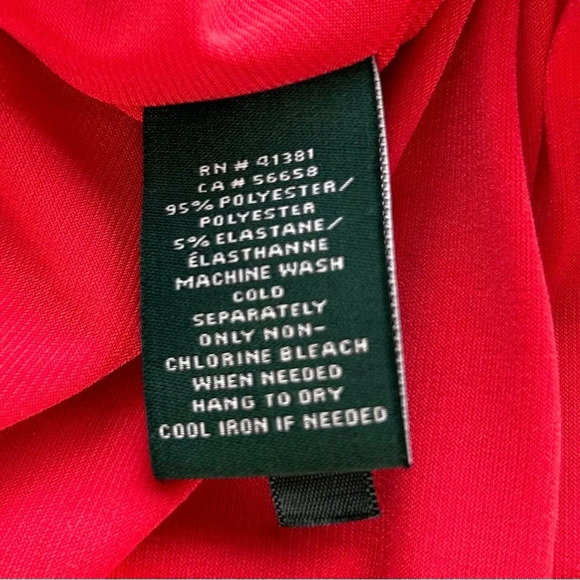 RN # 41381
CA # 56658
95% POLYESTER/
POLYESTER
5% ELASTANE/
ÉLASTHANNE
MACHINE WASH
COLD
SEPARATELY
ONLY NON-
CHLORINE BLEACH
WHEN NEEDED
HANG TO DRY
COOL IRON IF NEEDED